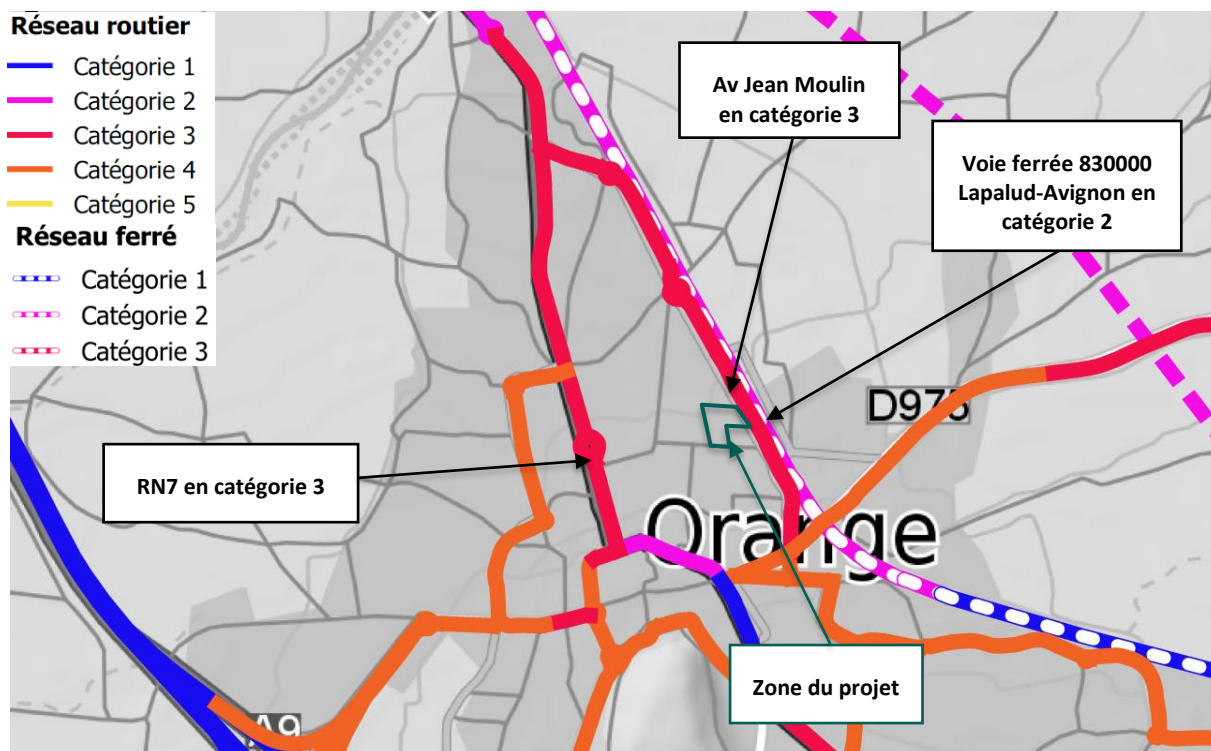 Réseau routier
Catégorie 1
Catégorie 2
Catégorie 3
Catégorie 4
Catégorie 5
Réseau ferré
Catégorie 1
Catégorie 2
Catégorie 3
Av Jean Moulin
en catégorie 3
Voie ferrée 830000
Lapalud-Avignon en
catégorie 2
D975
RN7 en catégorie 3
Orange
Zone du projet
A9